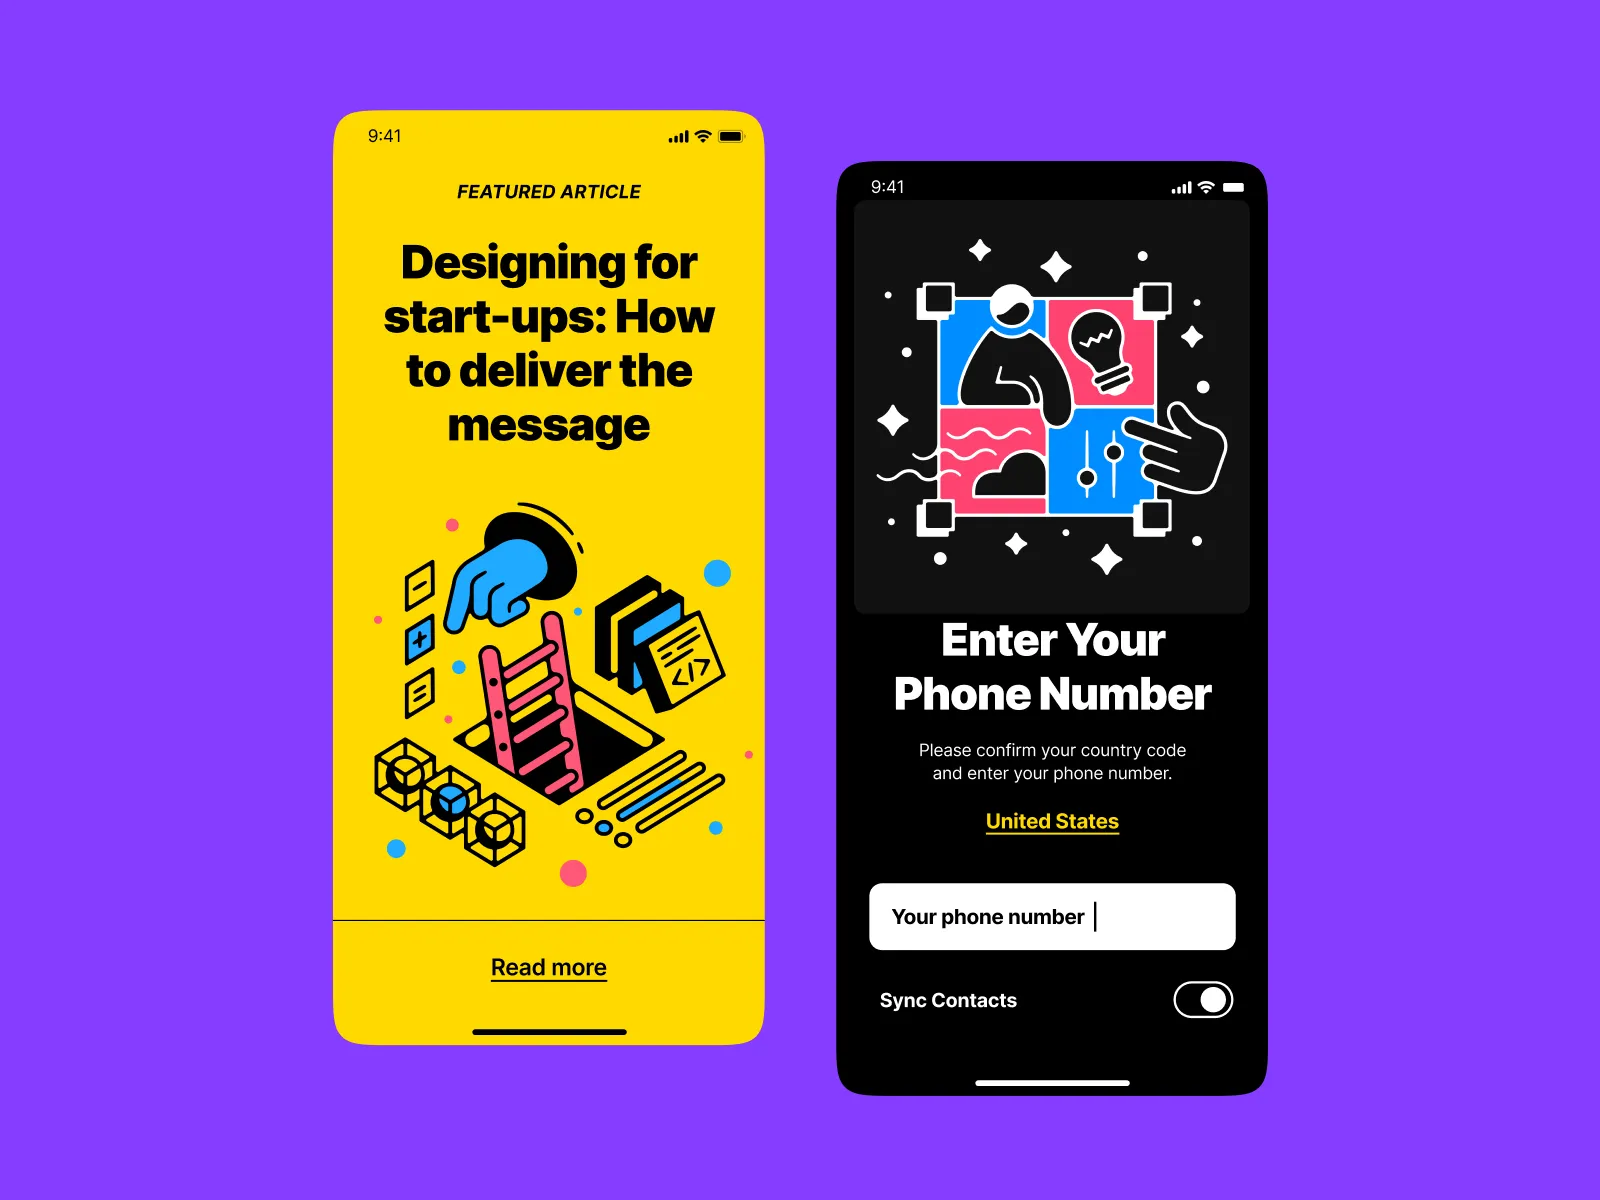 9:41
FEATURED ARTICLE
Designing for
start-ups: How
to deliver the
message
</>
Read more
9:41
Enter Your
Phone Number
Please confirm your country code
and enter your phone number.
United States
Your phone number
Sync Contacts